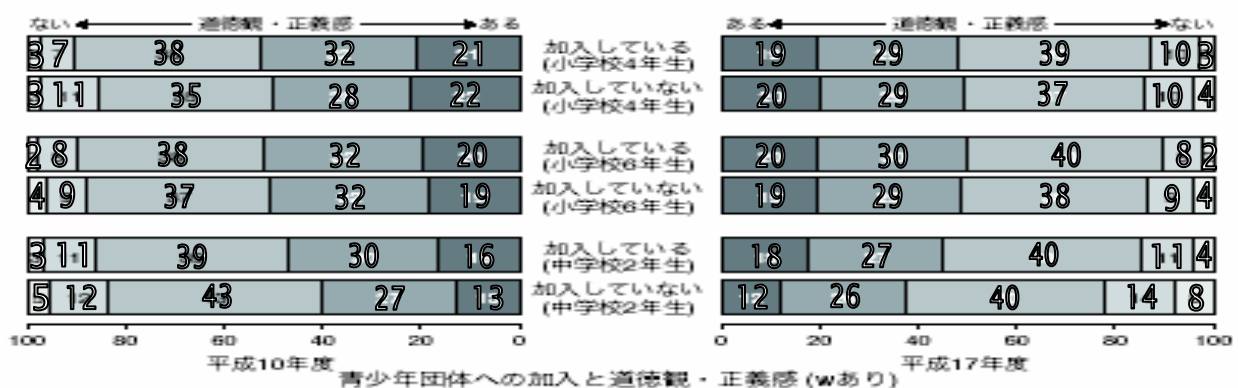 ない 道徳観・正義感 ある
ある 道徳観・正義感 ない
3 7 38 32 21 加入している (小学校4年生) 19 29 39 10 3
3 11 35 28 22 加入していない (小学校4年生) 20 29 37 10 4
2 8 38 32 20 加入している (小学校6年生) 20 30 40 8 2
4 9 37 32 19 加入していない (小学校6年生) 19 29 38 9 4
3 11 39 30 16 加入している (中学校2年生) 18 27 40 11 4
5 12 43 27 13 加入していない (中学校2年生) 12 26 40 14 8
100 80 60 40 20 0
0 20 40 60 80 100
平成10年度
平成17年度
青少年団体への加入と道徳観・正義感 (wあり)